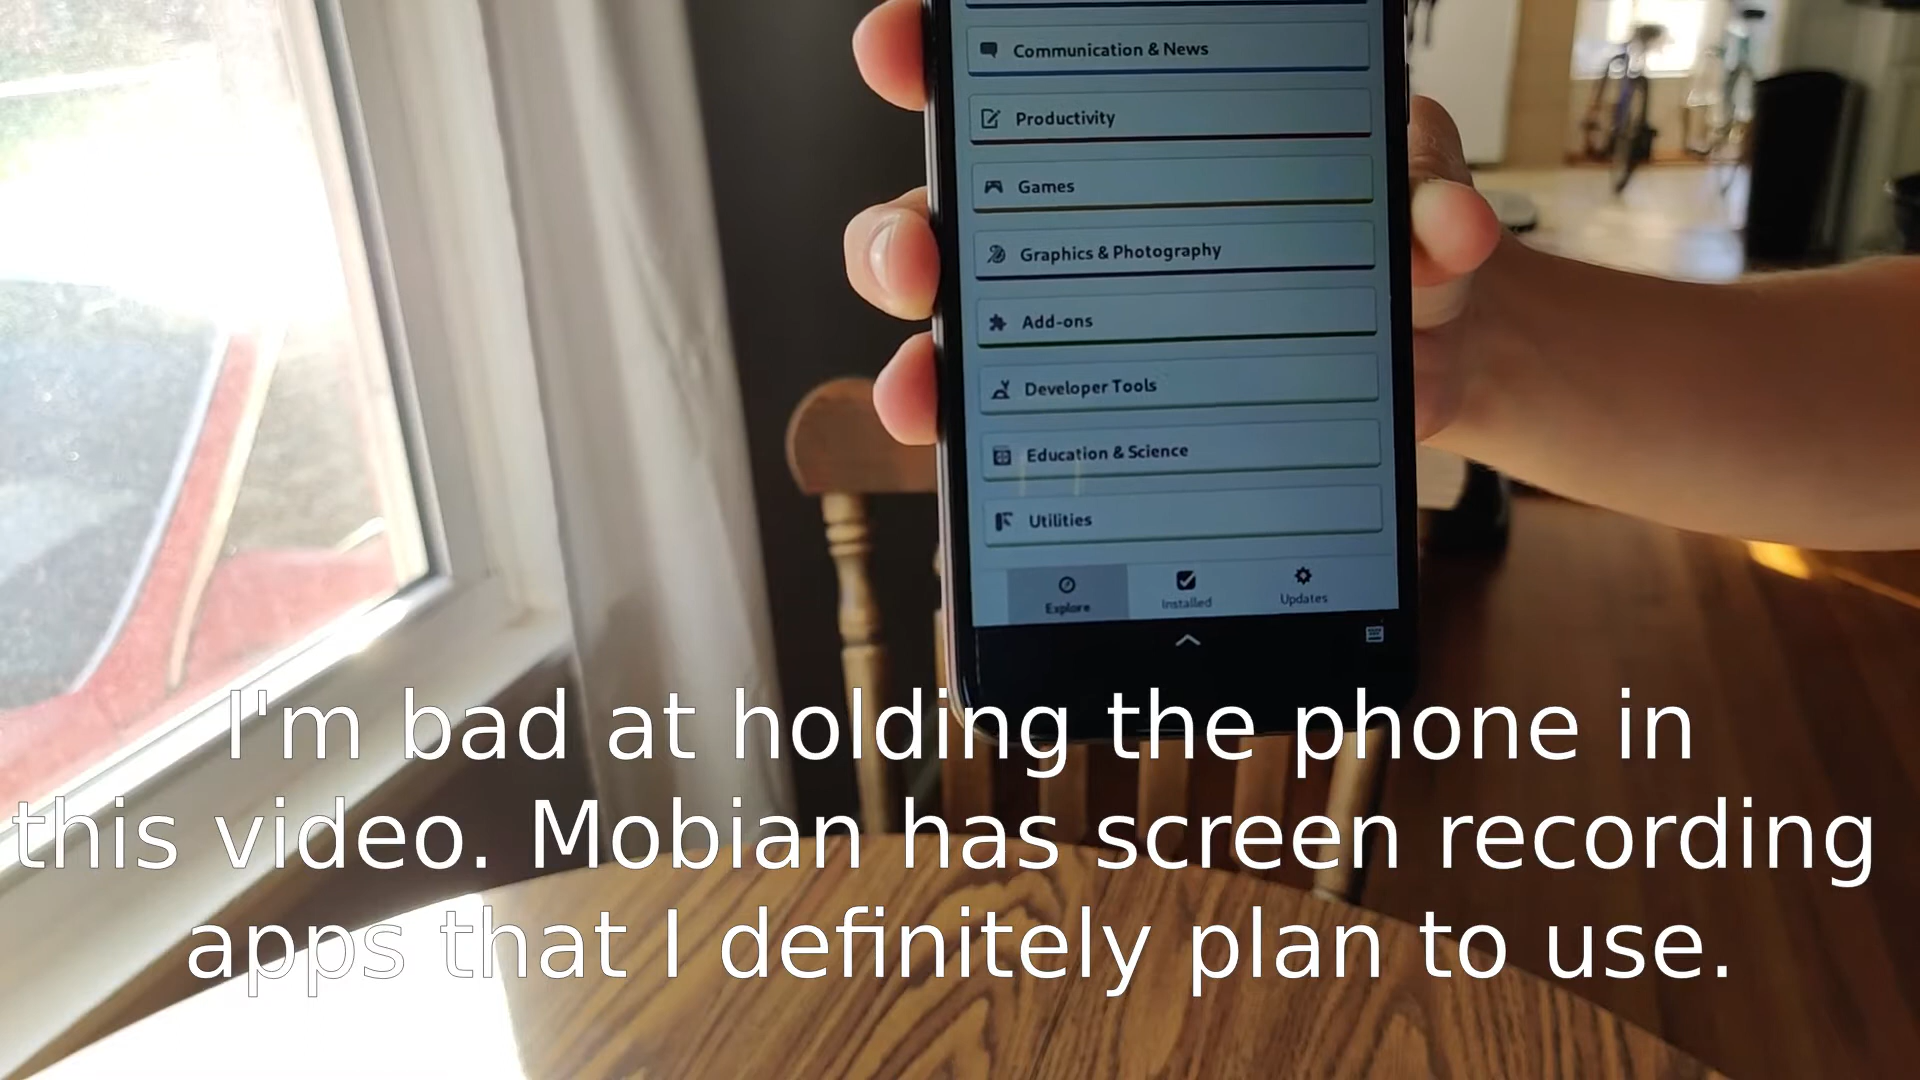 Communication & News
Productivity
Games
Graphics & Photography
Add-ons
Developer Tools
Education & Science
Utilities
Explore
Installed
Updates
I'm bad at holding the phone in
this video. Mobian has screen recording
apps that I definitely plan to use.